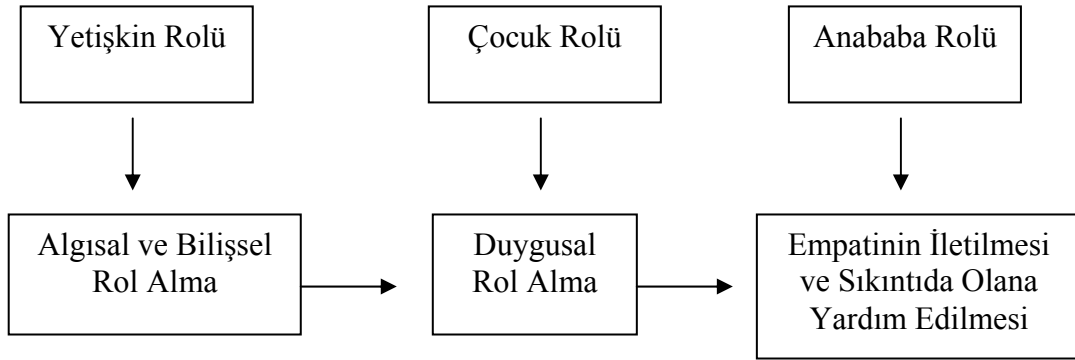 Yetişkin Rolü
Çocuk Rolü
Anababa Rolü
Algısal ve Bilişsel
Rol Alma
Duygusal
Rol Alma
Empatinin İletilmesi
ve Sıkıntıda Olana
Yardım Edilmesi